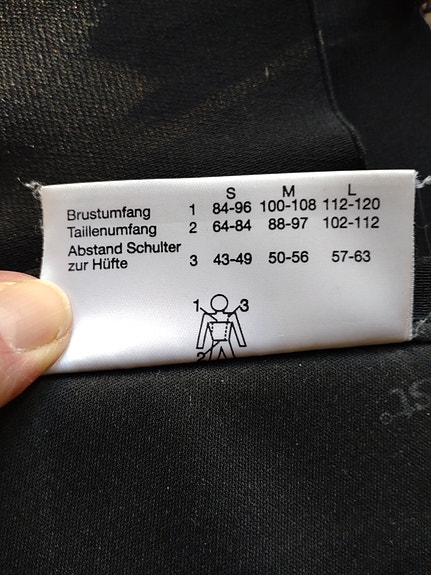 S M L
Brustumfang 1 84-96 100-108 112-120
Taillenumfang 2 64-84 88-97 102-112
Abstand Schulter
zur Hüfte 3 43-49 50-56 57-63
1 3
2